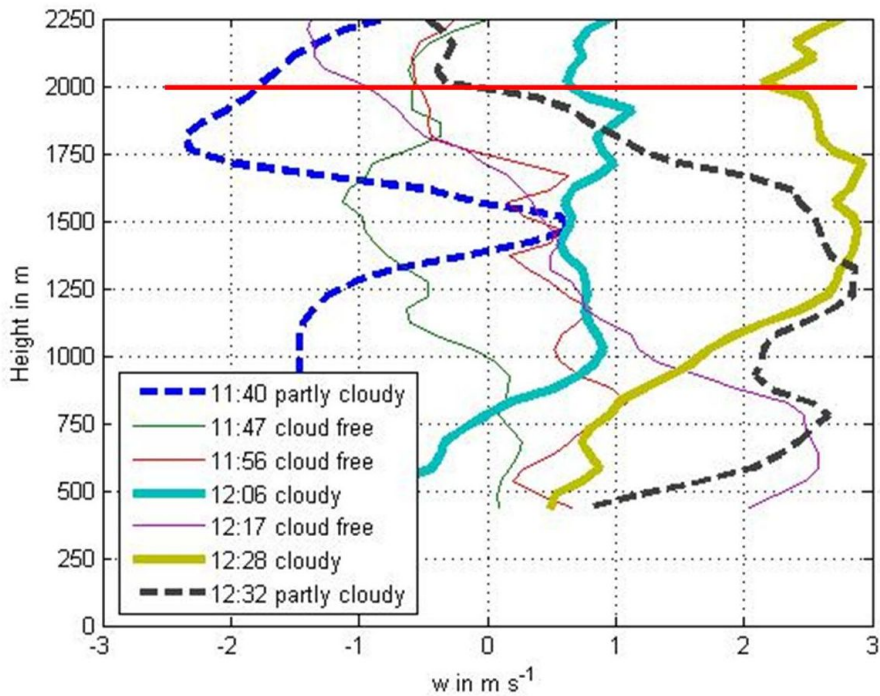 2250
2000
1750
1500
1250
1000
750
500
250
0
Height in m
11:40 partly cloudy
11:47 cloud free
11:56 cloud free
12:06 cloudy
12:17 cloud free
12:28 cloudy
12:32 partly cloudy
-3 -2 -1 0 1 2 3
w in m s⁻¹